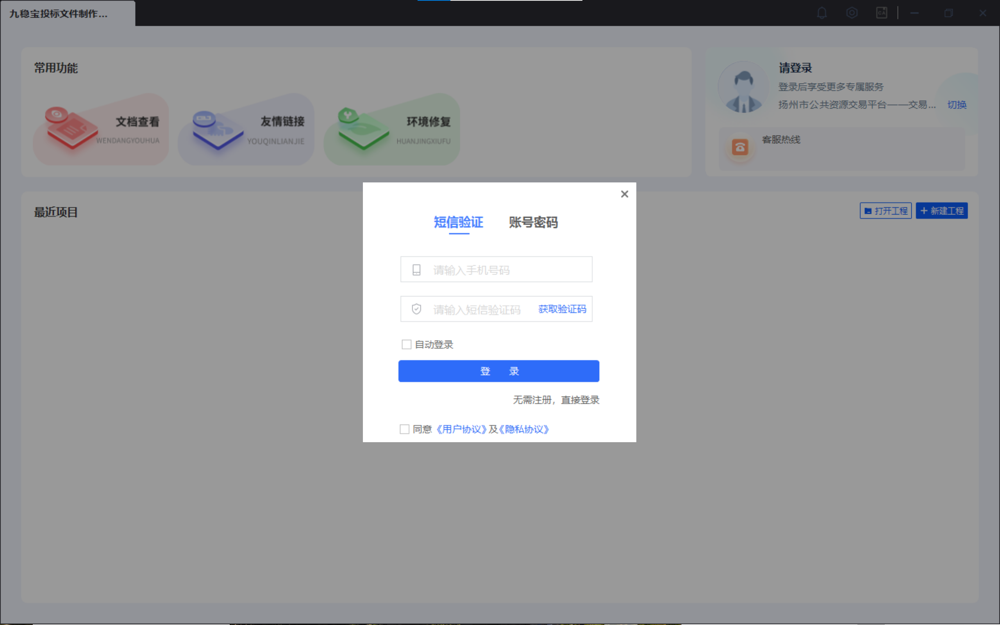 九稳宝投标文件制作...
CA
常用功能
文档查看
WENDANGYOUHUA
友情链接
YOUQINLIANJIE
环境修复
HUANJINGXIUFU
请登录
登录后享受更多专属服务
扬州市公共资源交易平台——交易... 切换
客服热线
最近项目
打开工程
新建工程
短信验证 账号密码
请输入手机号码
请输入短信验证码 获取验证码
自动登录
登 录
无需注册，直接登录
同意《用户协议》及《隐私协议》